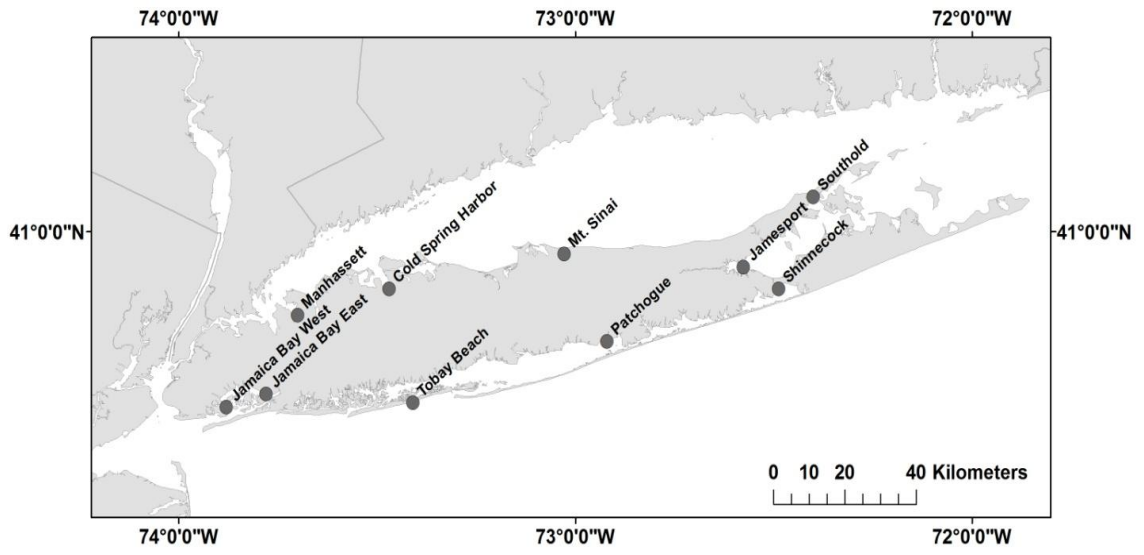 74°0'0"W 73°0'0"W 72°0'0"W
41°0'0"N
41°0'0"N
Southold
Jamesport
Shinnecock
Mt. Sinai
Cold Spring Harbor
Manhassett
Jamaica Bay West
Jamaica Bay East
Patchogue
Tobay Beach
0 10 20 40 Kilometers
74°0'0"W 73°0'0"W 72°0'0"W